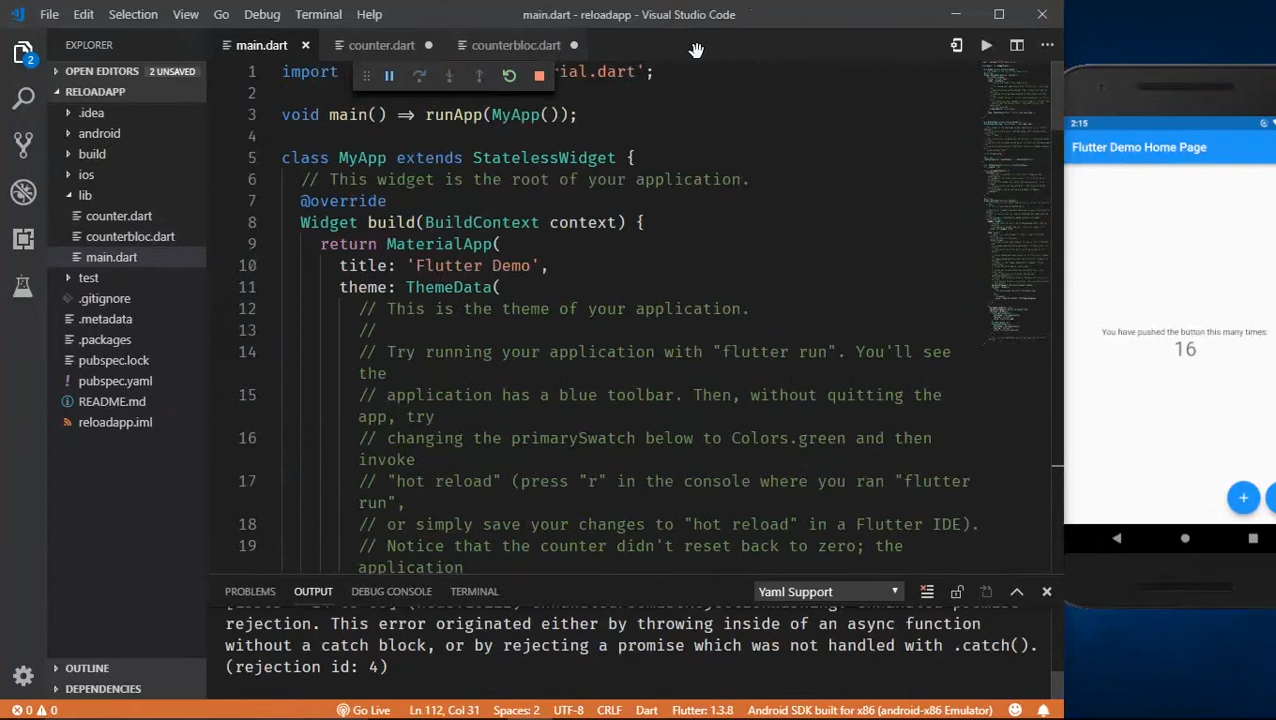 File Edit Selection View Go Debug Terminal Help
main.dart - reloadapp - Visual Studio Code
EXPLORER
OPEN EDITORS 2 UNSAVED
RELOADAPP
.idea
android
build
ios
lib
counter.dart
counterbloc.dart
main.dart
test
.gitignore
.metadata
.packages
pubspec.lock
pubspec.yaml
README.md
reloadapp.iml
OUTLINE
DEPENDENCIES
2
main.dart counter.dart counterbloc.dart
1 import rial.dart';
2
3 void main() runApp(MyApp());
4
MyApp extends StatelessWidget {
This widget is the root of your application.
@override
8 build(BuildContext context) {
9 return MaterialApp(
10 title: 'Flutter Demo',
11 theme: ThemeData(
12 // This is the theme of your application.
13 //
14 // Try running your application with "flutter run". You'll see
the
15 // application has a blue toolbar. Then, without quitting the
app, try
16 // changing the primarySwatch below to Colors.green and then
invoke
17 // "hot reload" (press "r" in the console where you ran "flutter
run",
18 // or simply save your changes to "hot reload" in a Flutter IDE).
19 // Notice that the counter didn't reset back to zero; the
application
PROBLEMS OUTPUT DEBUG CONSOLE TERMINAL
Yaml Support
rejection. This error originated either by throwing inside of an async function
without a catch block, or by rejecting a promise which was not handled with .catch().
(rejection id: 4)
0 0 Go Live Ln 112, Col 31 Spaces: 2 UTF-8 CRLF Dart Flutter: 1.3.8 Android SDK built for x86 (android-x86 Emulator)
2:15
Flutter Demo Home Page
You have pushed the button this many times:
16